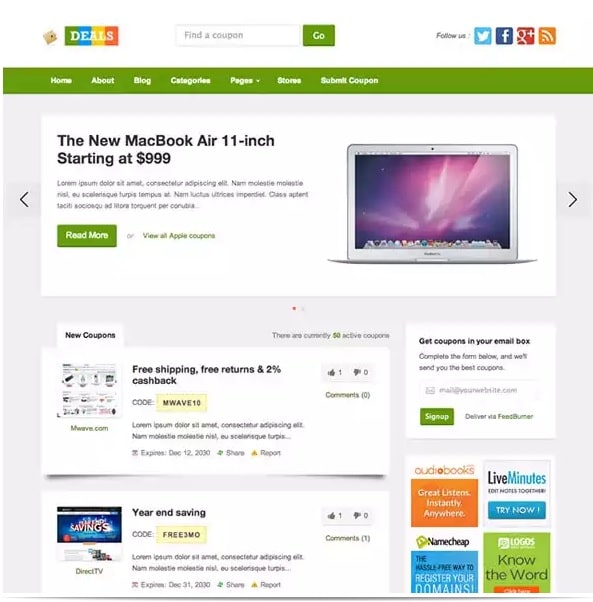 DEALS
Find a coupon
Go
Follow us :
Home About Blog Categories Pages Stores Submit Coupon
The New MacBook Air 11-inch
Starting at $999
Lorem ipsum dolor sit amet, consectetur adipiscing elit. Nam molestie molestie
nisl, eu scelerisque turpis tempus at. Nam luctus ultrices imperdiet. Class aptent
taciti sociosqu ad litora torquent per conubia...
Read More or View all Apple coupons
New Coupons
There are currently 50 active coupons
Free shipping, free returns & 2%
cashback
CODE: MWAVE10
Lorem ipsum dolor sit amet, consectetur adipiscing elit.
Nam molestie molestie nisl, eu scelerisque turpis...
Expires: Dec 12, 2030 Share Report
1 0
Comments (0)
Mwave.com
Year end saving
CODE: FREE3MO
Lorem ipsum dolor sit amet, consectetur adipiscing elit.
Nam molestie molestie nisl, eu scelerisque turpis...
Expires: Dec 31, 2030 Share Report
1 0
Comments (1)
SAVINGS
DirectTV
Get coupons in your email box
Complete the form below, and we'll
send you the best coupons.
mail@yourwebsite.com
Signup Deliver via FeedBurner
audiobooks
Great Listens.
Instantly.
Anywhere.
LiveMinutes
EDIT NOTES TOGETHER!
TRY NOW !
Namecheap
THE
HASSLE-FREE WAY TO
REGISTER YOUR
DOMAINS
LOGOS
Know
the Word